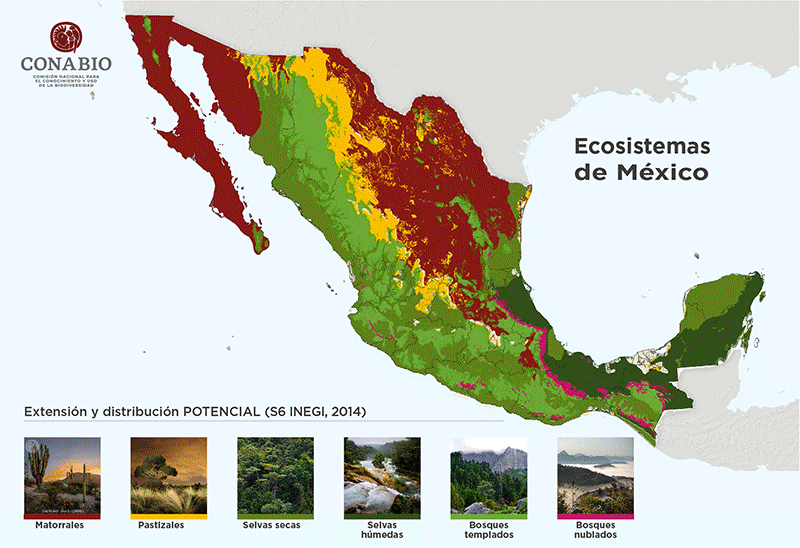 CONABIO
COMISIÓN NACIONAL PARA
EL CONOCIMIENTO Y USO
DE LA BIODIVERSIDAD
Ecosistemas
de México
Extensión y distribución POTENCIAL (S6 INEGI, 2014)
Matorrales
Pastizales
Selvas secas
Selvas
húmedas
Bosques
templados
Bosques
nublados